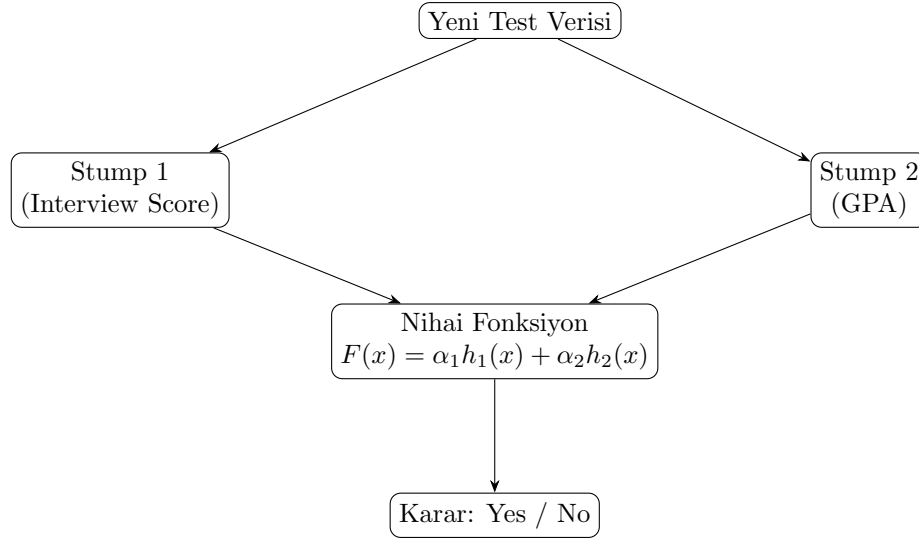 Yeni Test Verisi
Stump 1
(Interview Score)
Stump 2
(GPA)
Nihai Fonksiyon
F(x) = α₁h₁(x) + α₂h₂(x)
Karar: Yes / No